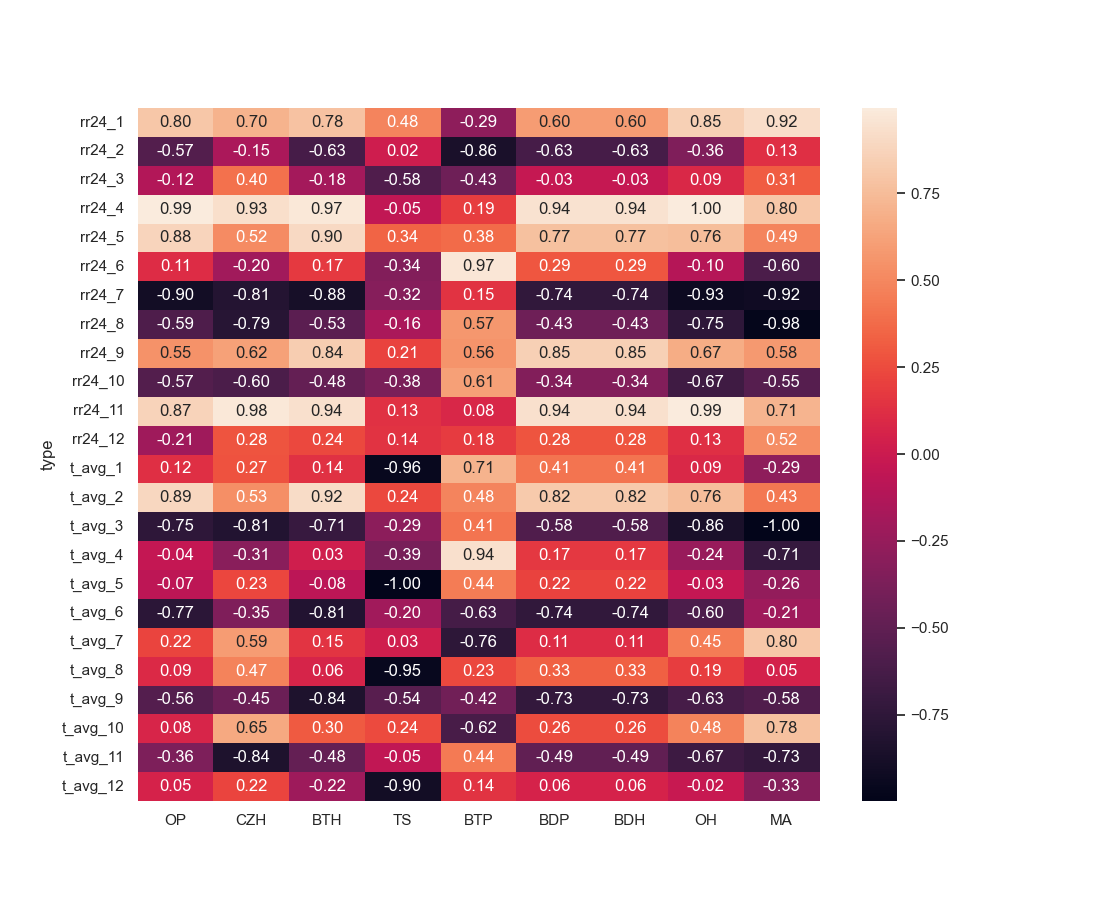 rr24_1 0.80 0.70 0.78 0.48 -0.29 0.60 0.60 0.85 0.92
rr24_2 -0.57 -0.15 -0.63 0.02 -0.86 -0.63 -0.63 -0.36 0.13
rr24_3 -0.12 0.40 -0.18 -0.58 -0.43 -0.03 -0.03 0.09 0.31
0.75
rr24_4 0.99 0.93 0.97 -0.05 0.19 0.94 0.94 1.00 0.80
rr24_5 0.88 0.52 0.90 0.34 0.38 0.77 0.77 0.76 0.49
rr24_6 0.11 -0.20 0.17 -0.34 0.97 0.29 0.29 -0.10 -0.60
0.50
rr24_7 -0.90 -0.81 -0.88 -0.32 0.15 -0.74 -0.74 -0.93 -0.92
rr24_8 -0.59 -0.79 -0.53 -0.16 0.57 -0.43 -0.43 -0.75 -0.98
rr24_9 0.55 0.62 0.84 0.21 0.56 0.85 0.85 0.67 0.58
0.25
rr24_10 -0.57 -0.60 -0.48 -0.38 0.61 -0.34 -0.34 -0.67 -0.55
rr24_11 0.87 0.98 0.94 0.13 0.08 0.94 0.94 0.99 0.71
rr24_12 -0.21 0.28 0.24 0.14 0.18 0.28 0.28 0.13 0.52
type
0.00
t_avg_1 0.12 0.27 0.14 -0.96 0.71 0.41 0.41 0.09 -0.29
t_avg_2 0.89 0.53 0.92 0.24 0.48 0.82 0.82 0.76 0.43
t_avg_3 -0.75 -0.81 -0.71 -0.29 0.41 -0.58 -0.58 -0.86 -1.00
−0.25
t_avg_4 -0.04 -0.31 0.03 -0.39 0.94 0.17 0.17 -0.24 -0.71
t_avg_5 -0.07 0.23 -0.08 -1.00 0.44 0.22 0.22 -0.03 -0.26
t_avg_6 -0.77 -0.35 -0.81 -0.20 -0.63 -0.74 -0.74 -0.60 -0.21
−0.50
t_avg_7 0.22 0.59 0.15 0.03 -0.76 0.11 0.11 0.45 0.80
t_avg_8 0.09 0.47 0.06 -0.95 0.23 0.33 0.33 0.19 0.05
t_avg_9 -0.56 -0.45 -0.84 -0.54 -0.42 -0.73 -0.73 -0.63 -0.58
−0.75
t_avg_10 0.08 0.65 0.30 0.24 -0.62 0.26 0.26 0.48 0.78
t_avg_11 -0.36 -0.84 -0.48 -0.05 0.44 -0.49 -0.49 -0.67 -0.73
t_avg_12 0.05 0.22 -0.22 -0.90 0.14 0.06 0.06 -0.02 -0.33
OP CZH BTH TS BTP BDP BDH OH MA